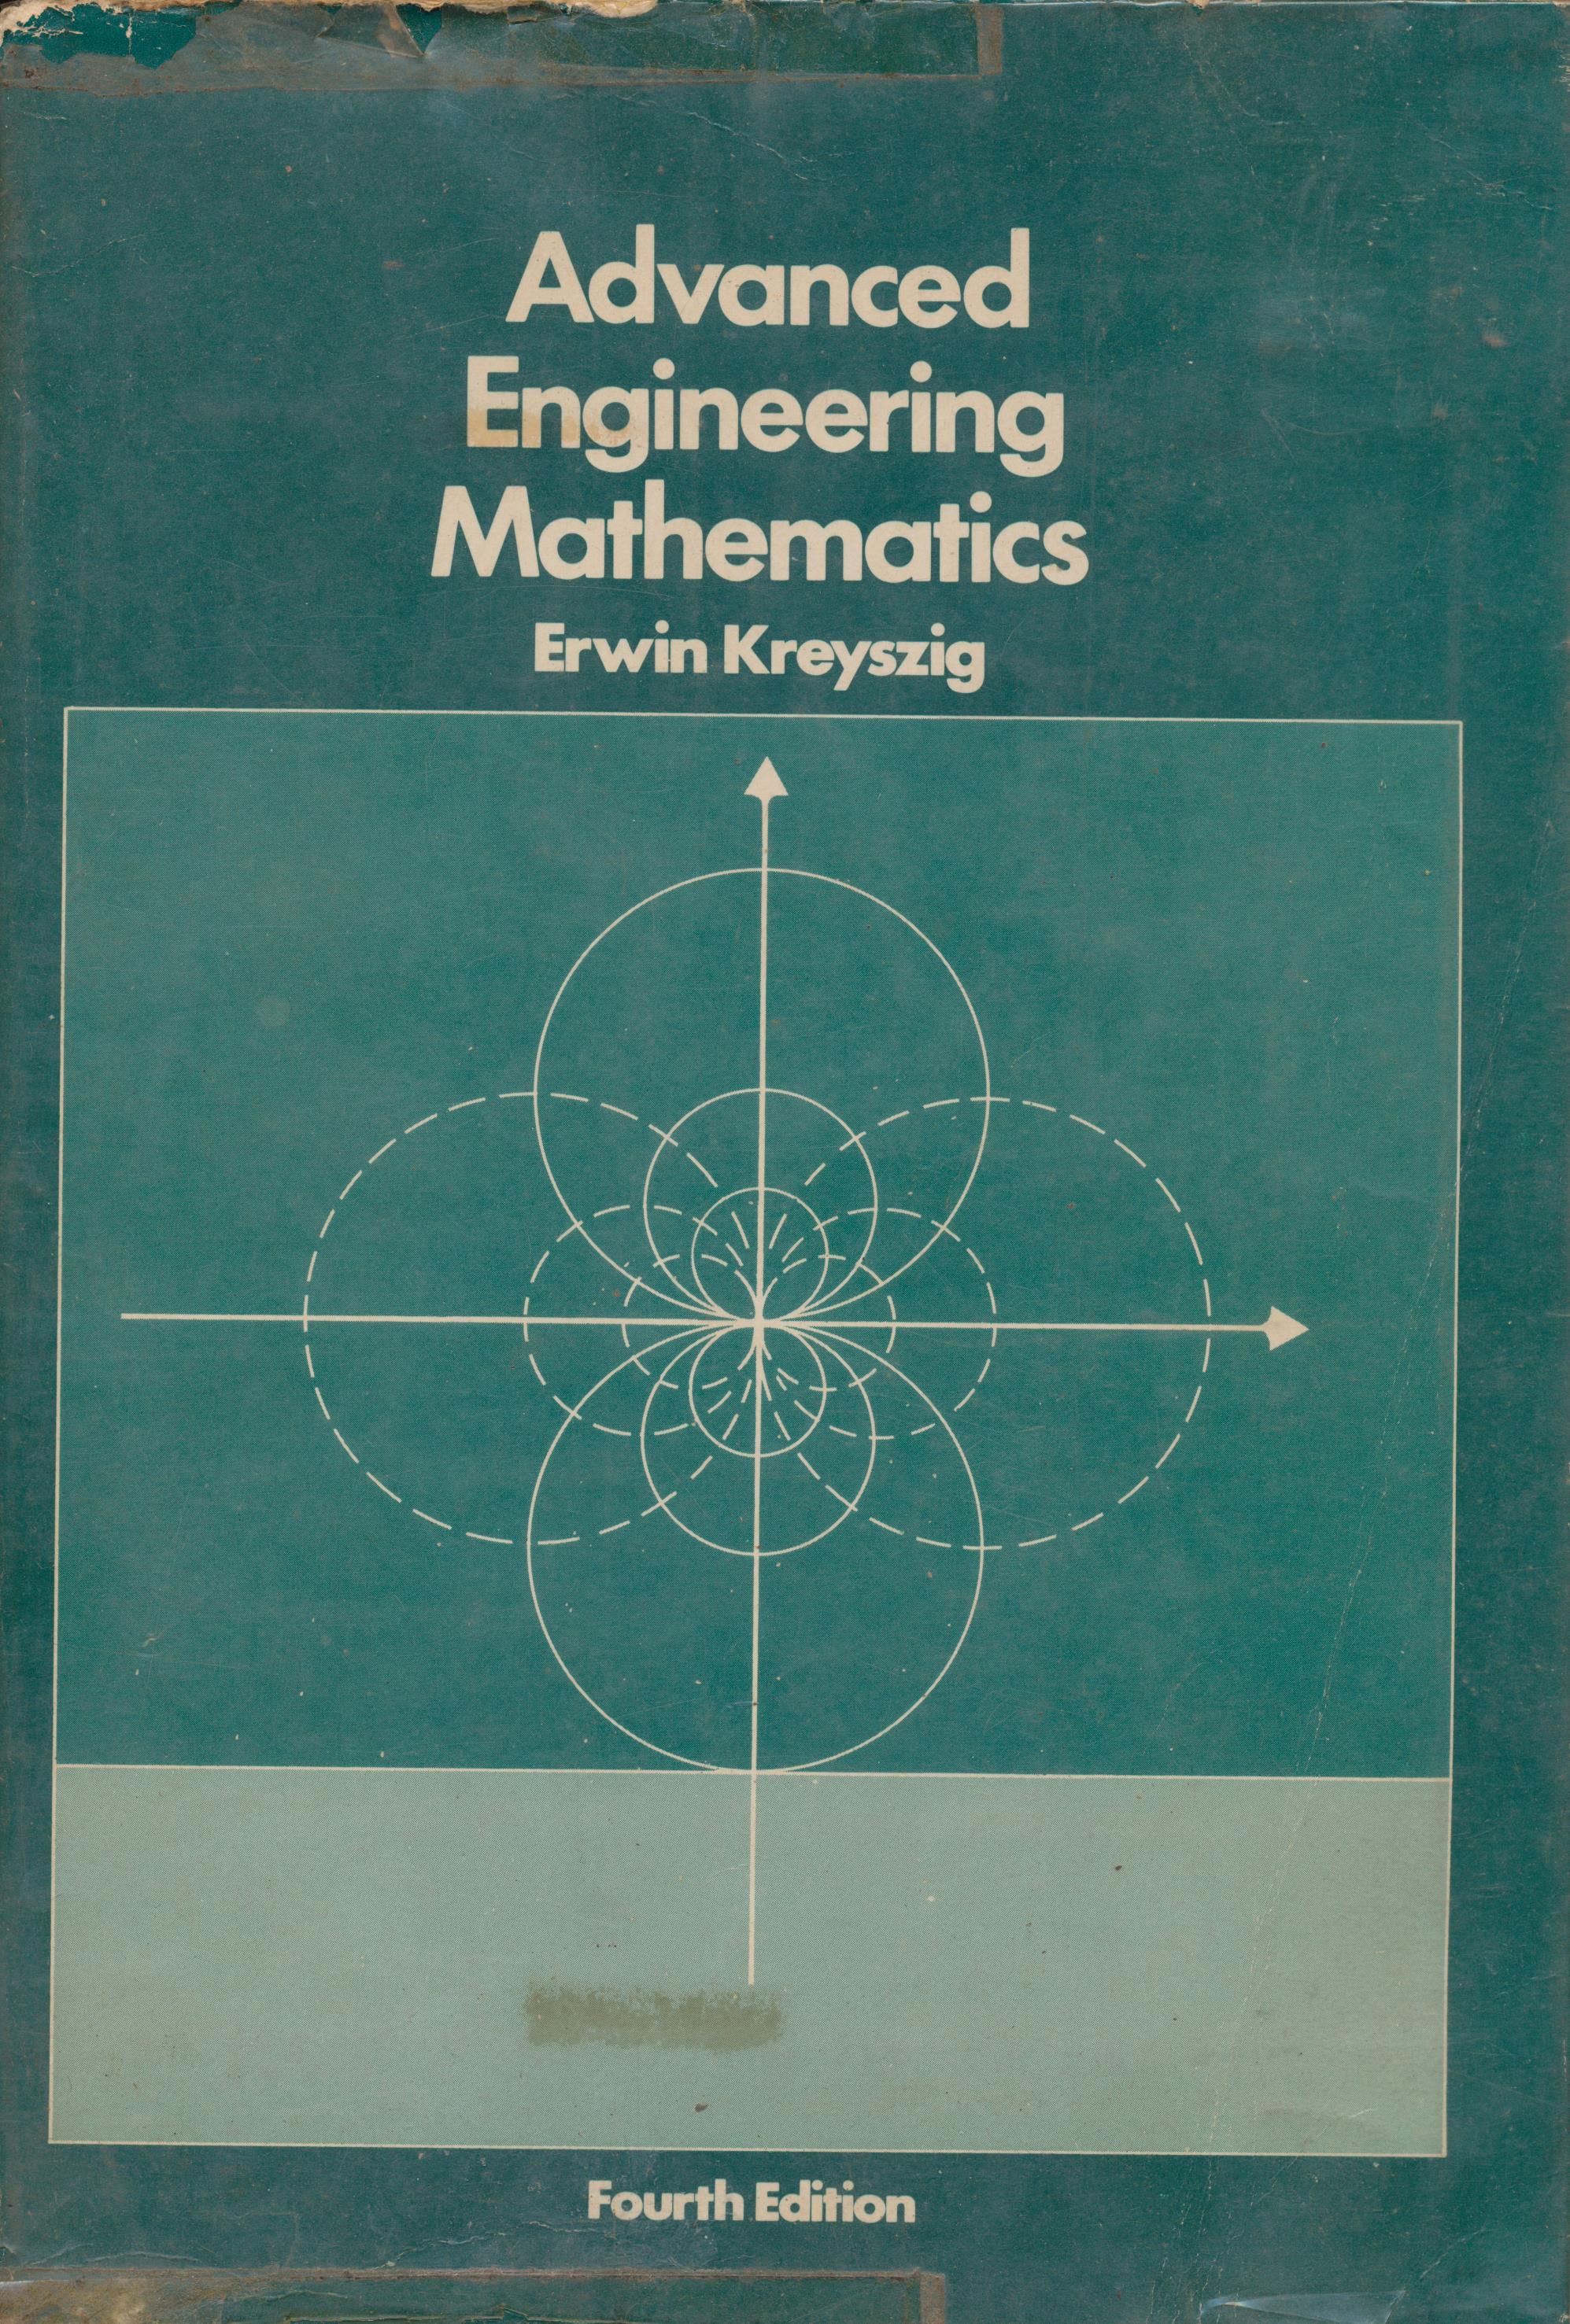 Advanced
Engineering
Mathematics
Erwin Kreyszig
Fourth Edition